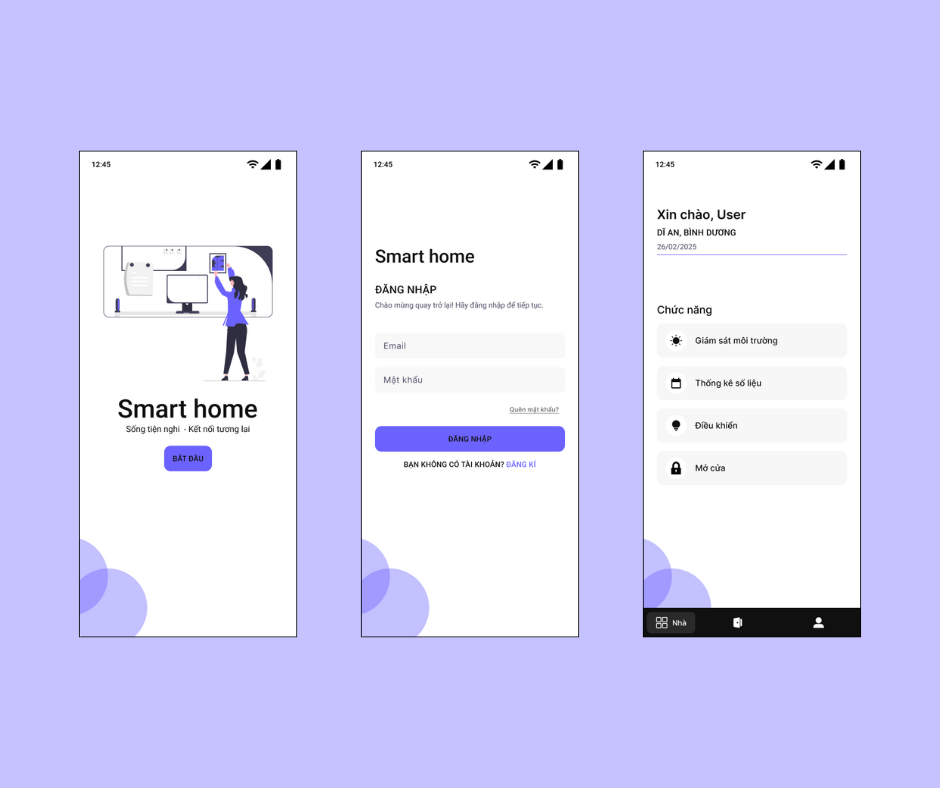 12:45
Smart home
Sống tiện nghi - Kết nối tương lai
BẮT ĐẦU
12:45
Smart home
ĐĂNG NHẬP
Chào mừng quay trở lại! Hãy đăng nhập để tiếp tục.
Email
Mật khẩu
Quên mật khẩu?
ĐĂNG NHẬP
BẠN KHÔNG CÓ TÀI KHOẢN? ĐĂNG KÍ
12:45
Xin chào, User
DĨ AN, BÌNH DƯƠNG
26/02/2025
Chức năng
Giám sát môi trường
Thống kê số liệu
Điều khiển
Mở cửa
Nhà